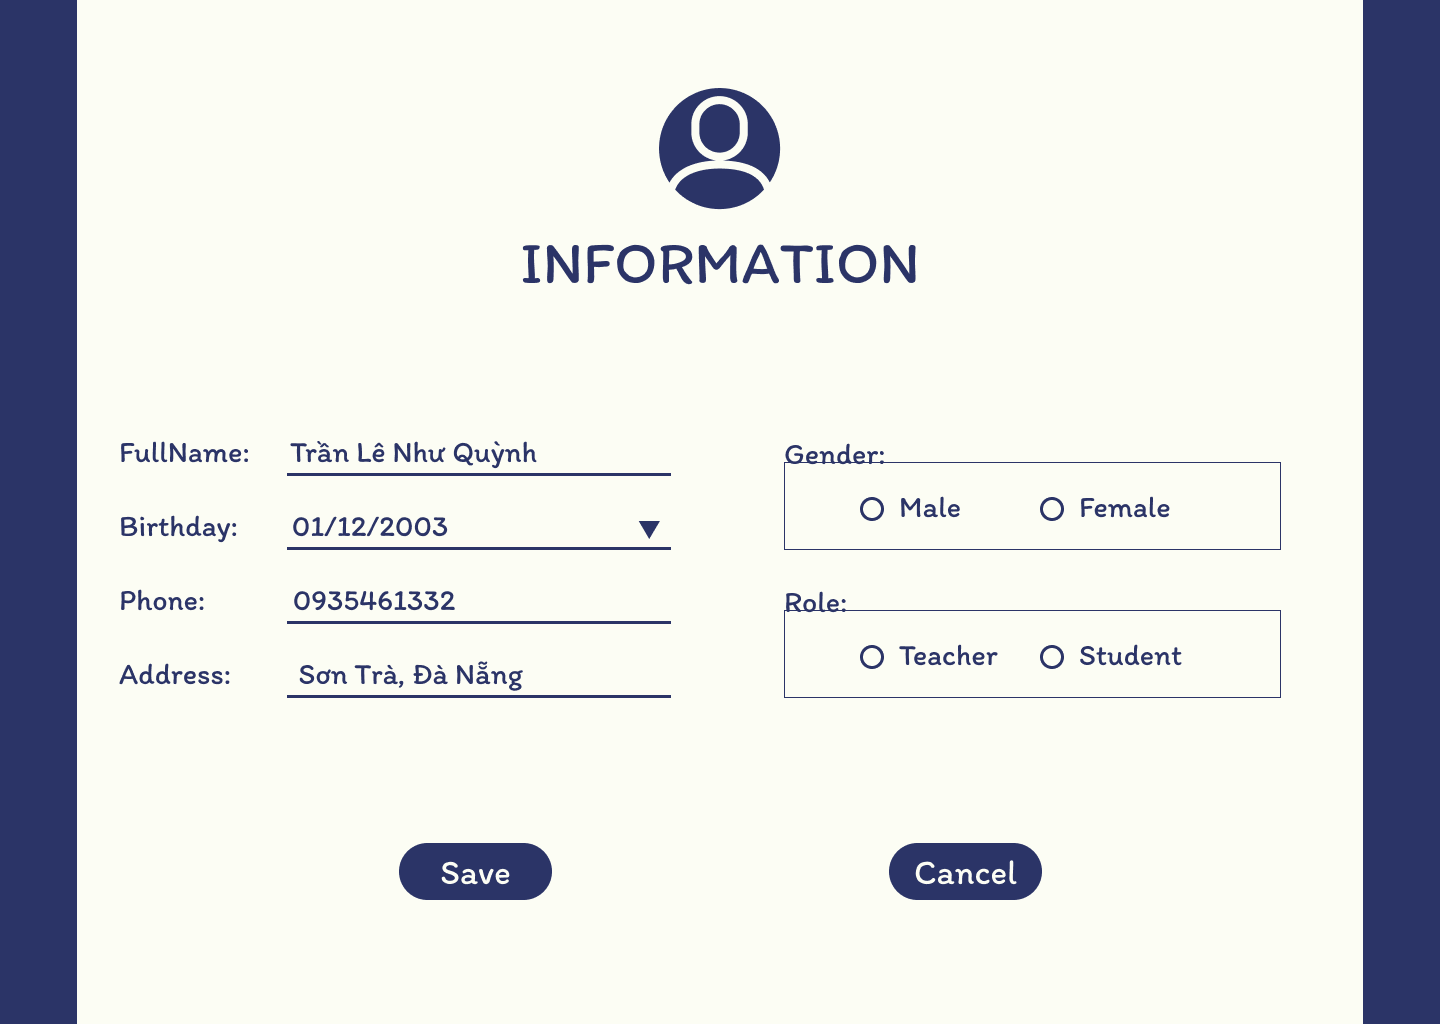 INFORMATION
FullName: Trần Lê Như Quỳnh
Birthday: 01/12/2003
Phone: 0935461332
Address: Sơn Trà, Đà Nẵng
Gender:
Male Female
Role:
Teacher Student
Save Cancel